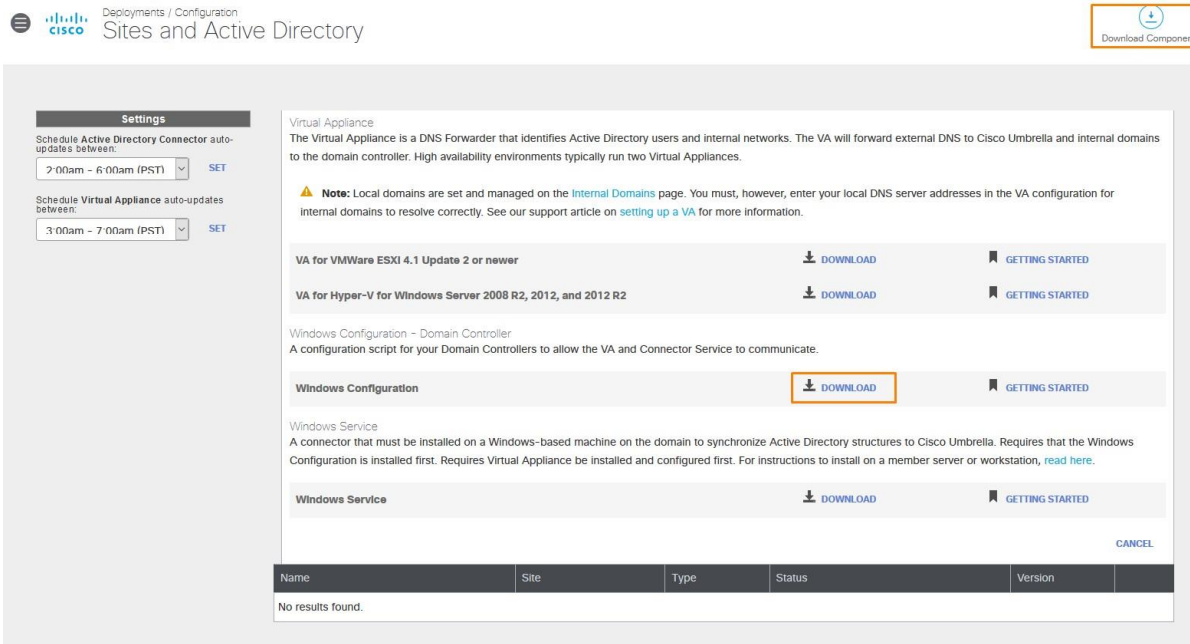 Deployments / Configuration
CISCO
Sites and Active Directory
Download Componen
Settings
Schedule Active Directory Connector auto-
updates between:
2:00am - 6:00am (PST)
SET
Schedule Virtual Appliance auto-updates
between:
3:00am - 7:00am (PST)
SET
Virtual Appliance
The Virtual Appliance is a DNS Forwarder that identifies Active Directory users and internal networks. The VA will forward external DNS to Cisco Umbrella and internal domains
to the domain controller. High availability environments typically run two Virtual Appliances.
Note: Local domains are set and managed on the Internal Domains page. You must, however, enter your local DNS server addresses in the VA configuration for
internal domains to resolve correctly. See our support article on setting up a VA for more information.
VA for VMWare ESXI 4.1 Update 2 or newer
DOWNLOAD
GETTING STARTED
VA for Hyper-V for Windows Server 2008 R2, 2012, and 2012 R2
DOWNLOAD
GETTING STARTED
Windows Configuration - Domain Controller
A configuration script for your Domain Controllers to allow the VA and Connector Service to communicate.
Windows Configuration
DOWNLOAD
GETTING STARTED
Windows Service
A connector that must be installed on a Windows-based machine on the domain to synchronize Active Directory structures to Cisco Umbrella. Requires that the Windows
Configuration is installed first. Requires Virtual Appliance be installed and configured first. For instructions to install on a member server or workstation, read here.
Windows Service
DOWNLOAD
GETTING STARTED
CANCEL
Name
Site
Type
Status
Version
No results found.